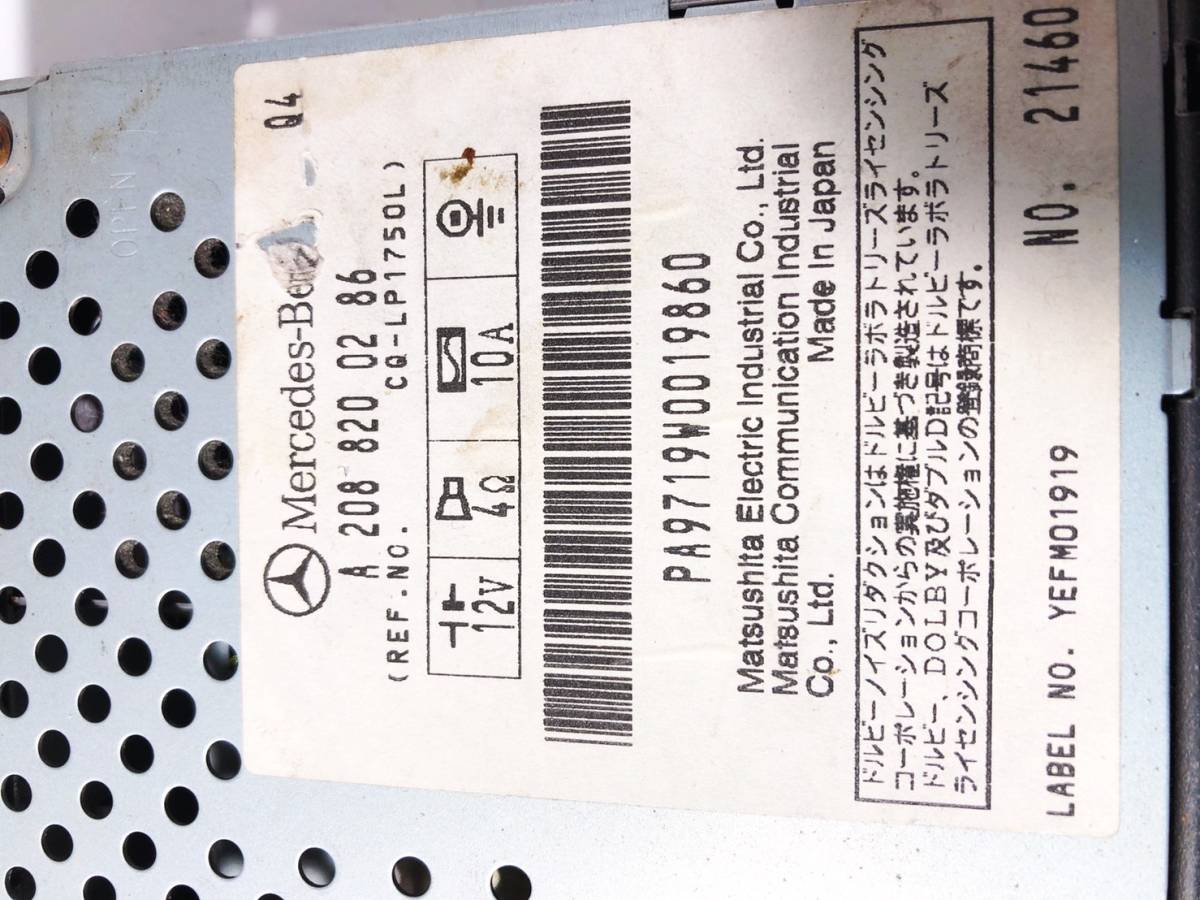 Q4
Mercedes-Be
A 208 820 02 86
(REF.NO. CQ-LP1750L)
12V 4Ω 10A
PA9719W0019860
Matsushita Electric Industrial Co., Ltd.
Matsushita Communication Industrial
Co., Ltd. Made In Japan
ドルビーノイズリダクションはドルビーラボラトリーズライセンシング
コーポレーションからの実施権に基づき製造されています。
ドルビー、DOLBY及びダブルD記号はドルビーラボラトリーズ
ライセンシングコーポレーションの登録商標です。
LABEL NO. YEFM01919 NO. 21460
OPEN